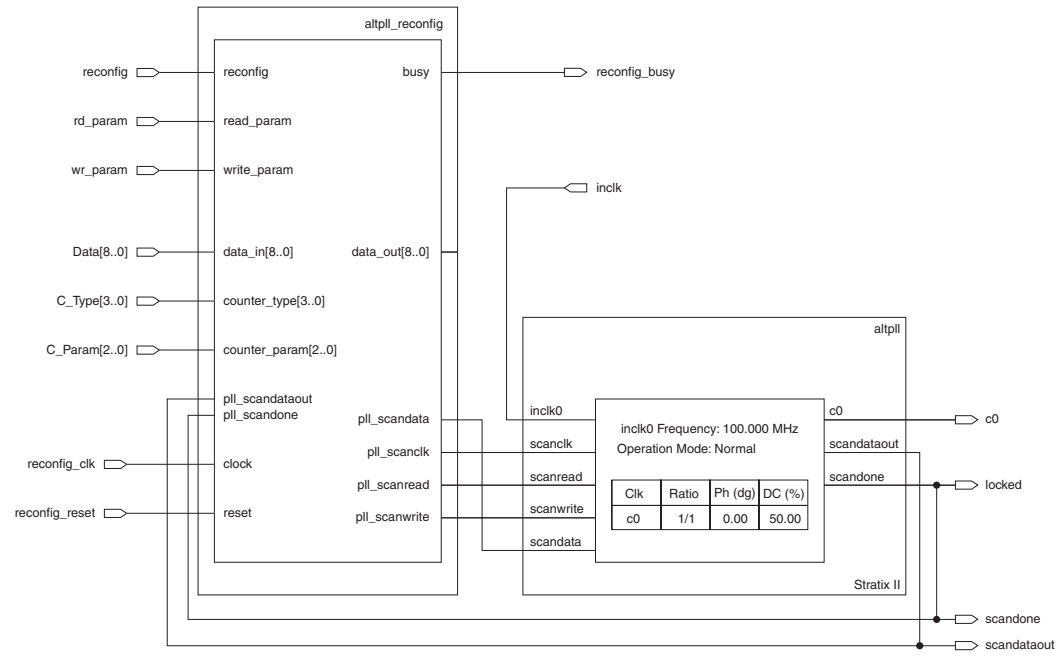 altpll_reconfig
reconfig reconfig busy reconfig_busy
rd_param read_param
wr_param write_param
inclk
Data[8..0] data_in[8..0] data_out[8..0]
C_Type[3..0] counter_type[3..0]
altpll
C_Param[2..0] counter_param[2..0]
pll_scandataout
pll_scandone
pll_scandata inclk0 c0 c0
inclk0 Frequency: 100.000 MHz
Operation Mode: Normal
pll_scanclk scanclk scandataout
reconfig_clk clock
pll_scanread scanread scandone locked
Clk Ratio Ph (dg) DC (%)
reconfig_reset reset
pll_scanwrite scanwrite
c0 1/1 0.00 50.00
scandata
Stratix II
scandone
scandataout